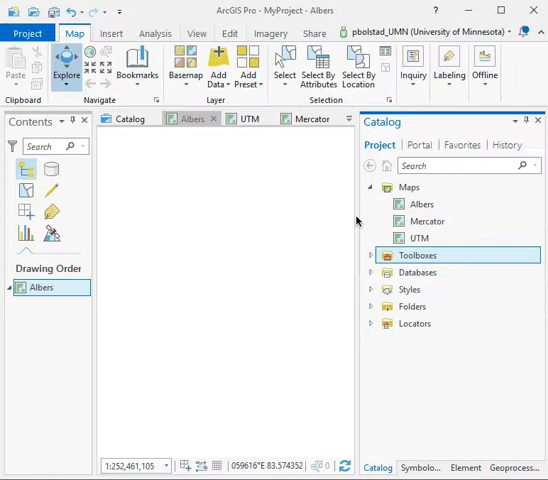 ArcGIS Pro - MyProject - Albers
?
Project Map Insert Analysis View Edit Imagery Share pbolstad_UMN (University of Minnesota)
Paste Explore Bookmarks Basemap Add Data Add Preset Select Select By Attributes Select By Location Inquiry Labeling Offline
Clipboard Navigate Layer Selection
Contents
Search
Drawing Order
Albers
Catalog Albers UTM Mercator
1:252,461,105 059616°E 83.574352 0
Catalog
Project Portal Favorites History
Search
Maps
Albers
Mercator
UTM
Toolboxes
Databases
Styles
Folders
Locators
Catalog Symbolo... Element Geoprocess...